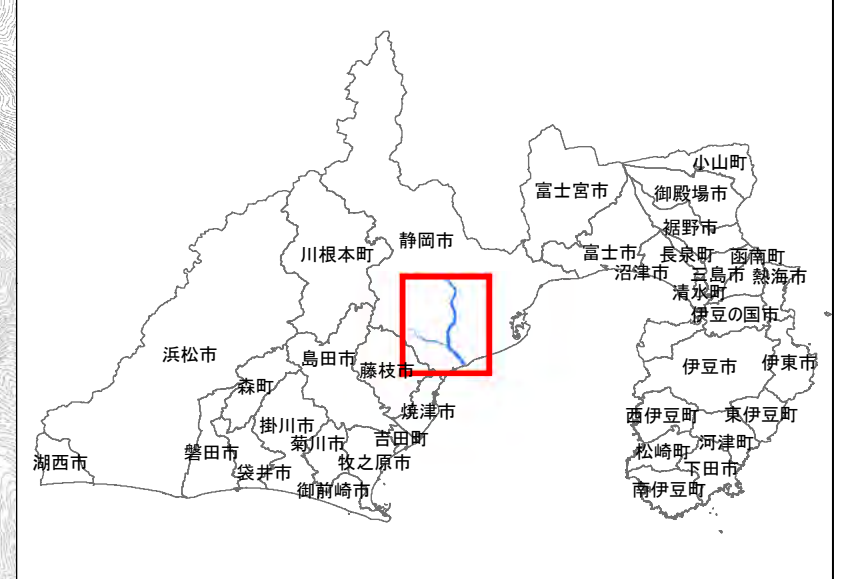 小山町
富士宮市
御殿場市
裾野市
静岡市
川根本町
富士市
長泉町
函南町
沼津市
三島市
熱海市
清水町
伊豆の国市
浜松市
島田市
藤枝市
伊豆市
伊東市
森町
焼津市
西伊豆町
東伊豆町
掛川市
菊川市
吉田町
河津町
磐田市
松崎町
湖西市
牧之原市
下田市
袋井市
御前崎市
南伊豆町